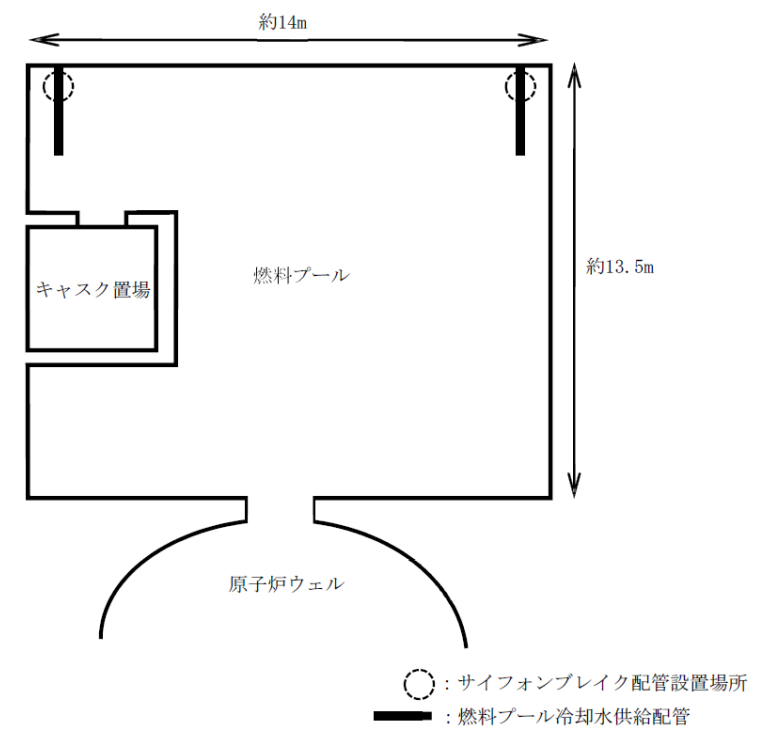 約14m
約13.5m
燃料プール
キャスク置場
原子炉ウェル
：サイフォンブレイク配管設置場所
：燃料プール冷却水供給配管